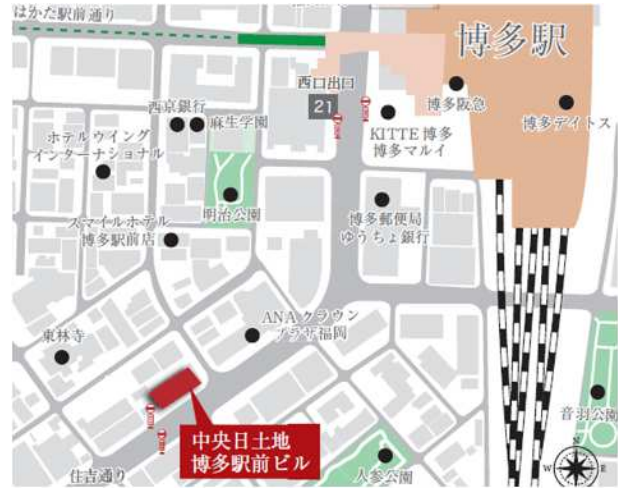 はかた駅前通り
博多駅
西口出口
21
西京銀行
麻生学園
KITTE 博多
博多マルイ
博多阪急
博多デイトス
ホテルウイング
インターナショナル
明治公園
スマイルホテル
博多駅前店
博多郵便局
ゆうちょ銀行
ANAクラウン
プラザ福岡
東林寺
音羽公園
中央日土地
博多駅前ビル
住吉通り
人参公園
N
W
E